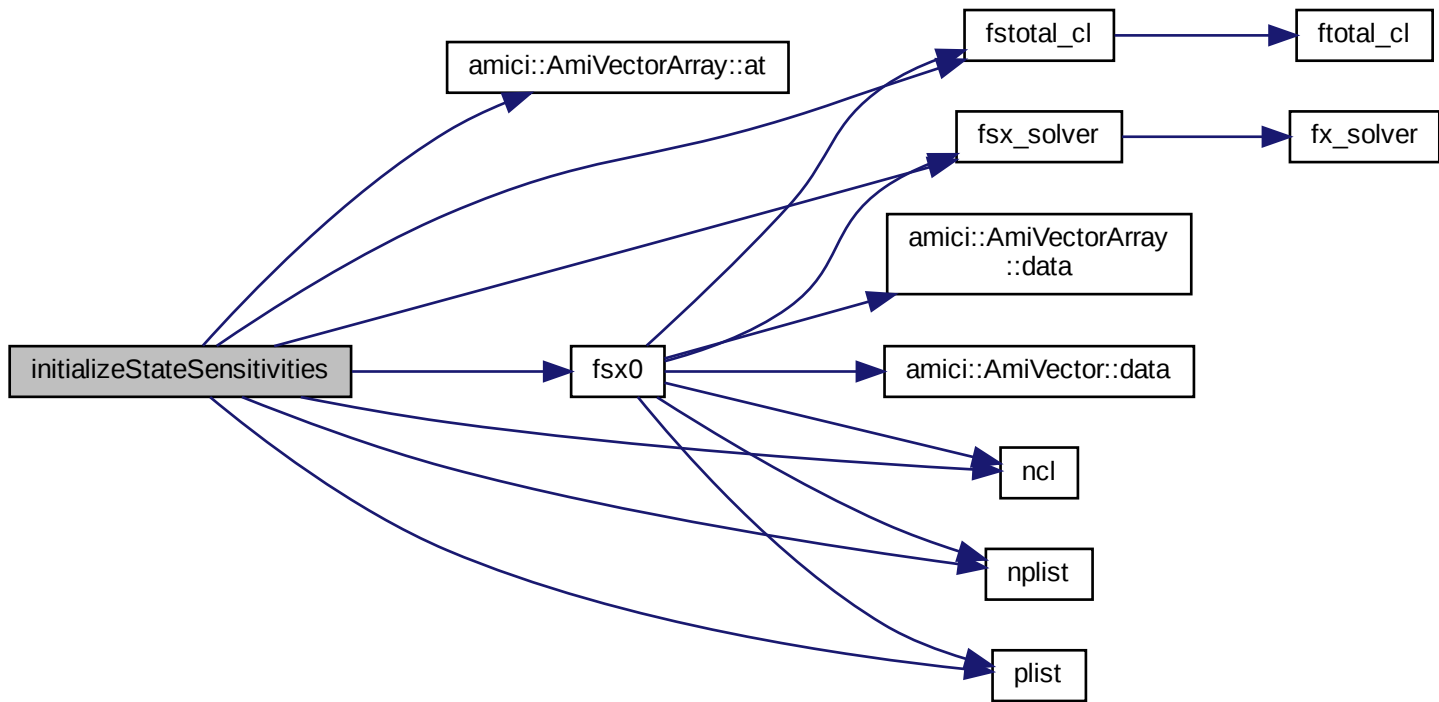 fstotal_cl
ftotal_cl
amici::AmiVectorArray::at
fsx_solver
fx_solver
amici::AmiVectorArray
::data
initializeStateSensitivities
fsx0
amici::AmiVector::data
ncl
nplist
plist